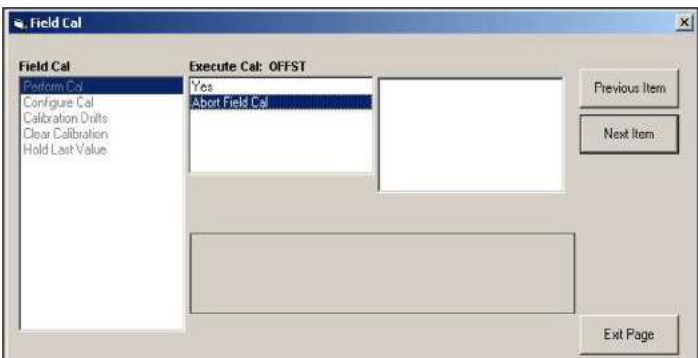 Field Cal
Field Cal
Perform Cal
Configure Cal
Calibration Drifts
Clear Calibration
Hold Last Value
Execute Cal: OFFST
Yes
Abort Field Cal
Previous Item
Next Item
Exit Page